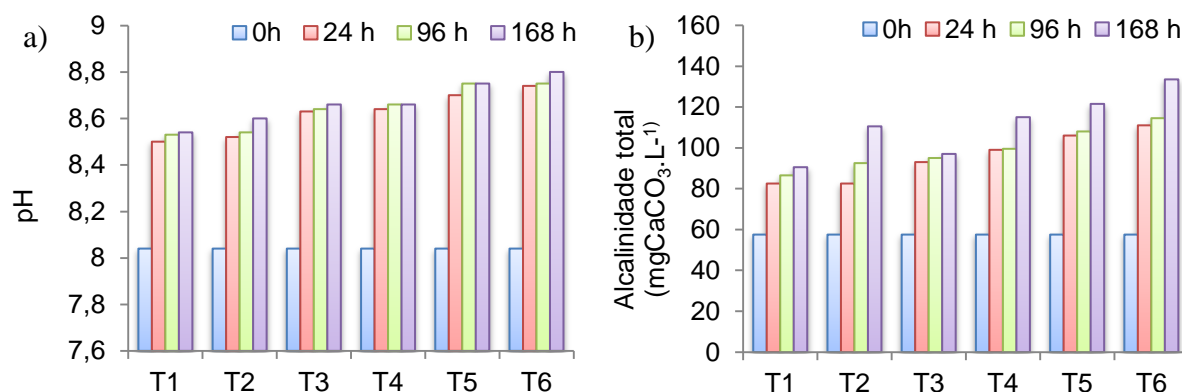 a)
0h 24 h 96 h 168 h
pH
9
8,8
8,6
8,4
8,2
8
7,8
7,6
T1 T2 T3 T4 T5 T6
b)
0h 24 h 96 h 168 h
Alcalinidade total
(mgCaCO₃.L⁻¹⁾
160
140
120
100
80
60
40
20
0
T1 T2 T3 T4 T5 T6